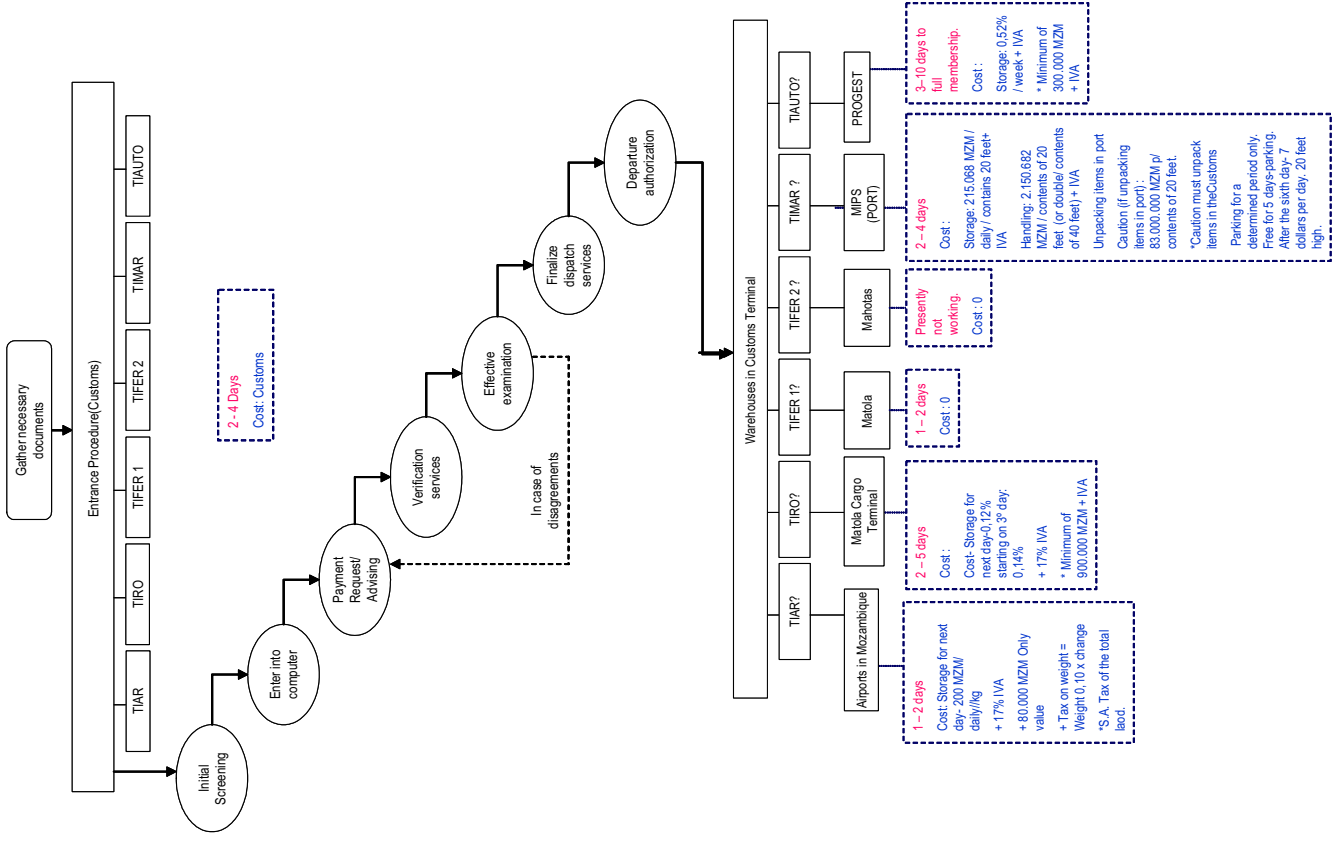 Gather necessary
documents
Entrance Procedure(Customs)
TIAR
TIRO
TIFER 1
TIFER 2
TIMAR
TIAUTO
2 - 4 Days
Cost: Customs
Initial
Screening
Enter into
computer
Payment
Request/
Advising
Verification
services
Effective
examination
Finalize
dispatch
services
Departure
authorization
In case of
disagreements
Warehouses in Customs Terminal
TIAR?
TIRO?
TIFER 1?
TIFER 2 ?
TIMAR ?
TIAUTO?
Airports in Mozambique
Matola Cargo
Terminal
Matola
Mahotas
MIPS
(PORT)
PROGEST
1 – 2 days
Cost: Storage for next
day- 200 MZM/
daily//kg
+ 17% IVA
+ 80.000 MZM Only
value
+ Tax on weight =
Weight 0,10 x change
*S.A. Tax of the total
laod.
2 – 5 days
Cost :
Cost- Storage for
next day-0,12%
starting on 3º day:
0,14%
+ 17% IVA
* Minimum of
900.000 MZM + IVA
1 – 2 days
Cost : 0
Presently
not
working.
Cost : 0
2 – 4 days
Cost :
Storage: 215.068 MZM /
daily / contains 20 feet+
IVA
Handling: 2.150.682
MZM / contents of 20
feet (or double/ contents
of 40 feet) + IVA
Unpacking items in port
Caution (if unpacking
items in port) :
83.000.000 MZM p/
contents of 20 feet.
*Caution must unpack
items in theCustoms
Parking for a
determined period only.
Free for 5 days-parking.
After the sixth day- 7
dollars per day. 20 feet
high.
3–10 days to
full
membership.
Cost :
Storage: 0,52%
/ week + IVA
* Minimum of
300.000 MZM
+ IVA